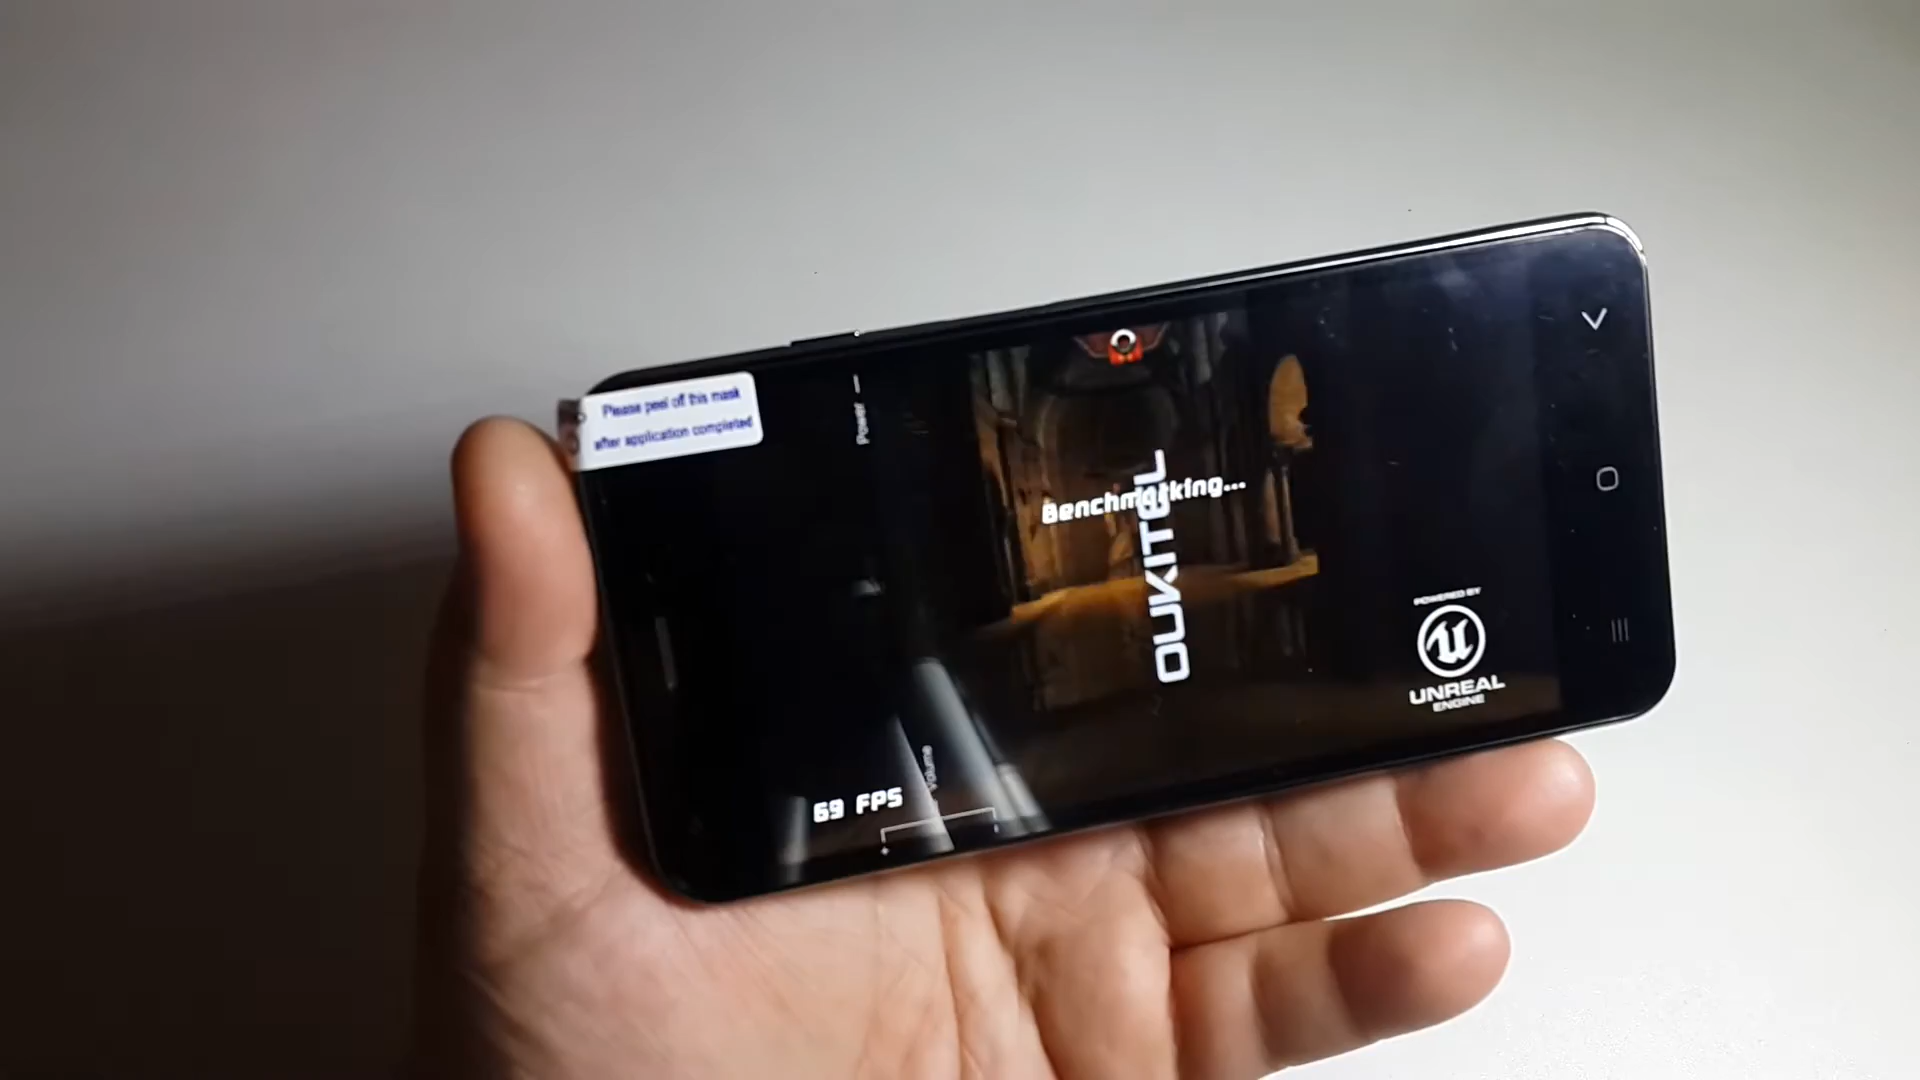 Please peel off this mask
after application completed
Power
Benchmarking...
OUKITEL
POWERED BY
UNREAL
ENGINE
Volume
69 FPS